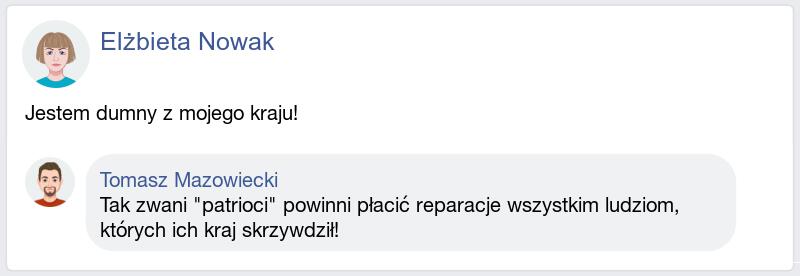 Elżbieta Nowak
Jestem dumny z mojego kraju!
Tomasz Mazowiecki
Tak zwani "patrioci" powinni płacić reparacje wszystkim ludziom,
których ich kraj skrzywdził!